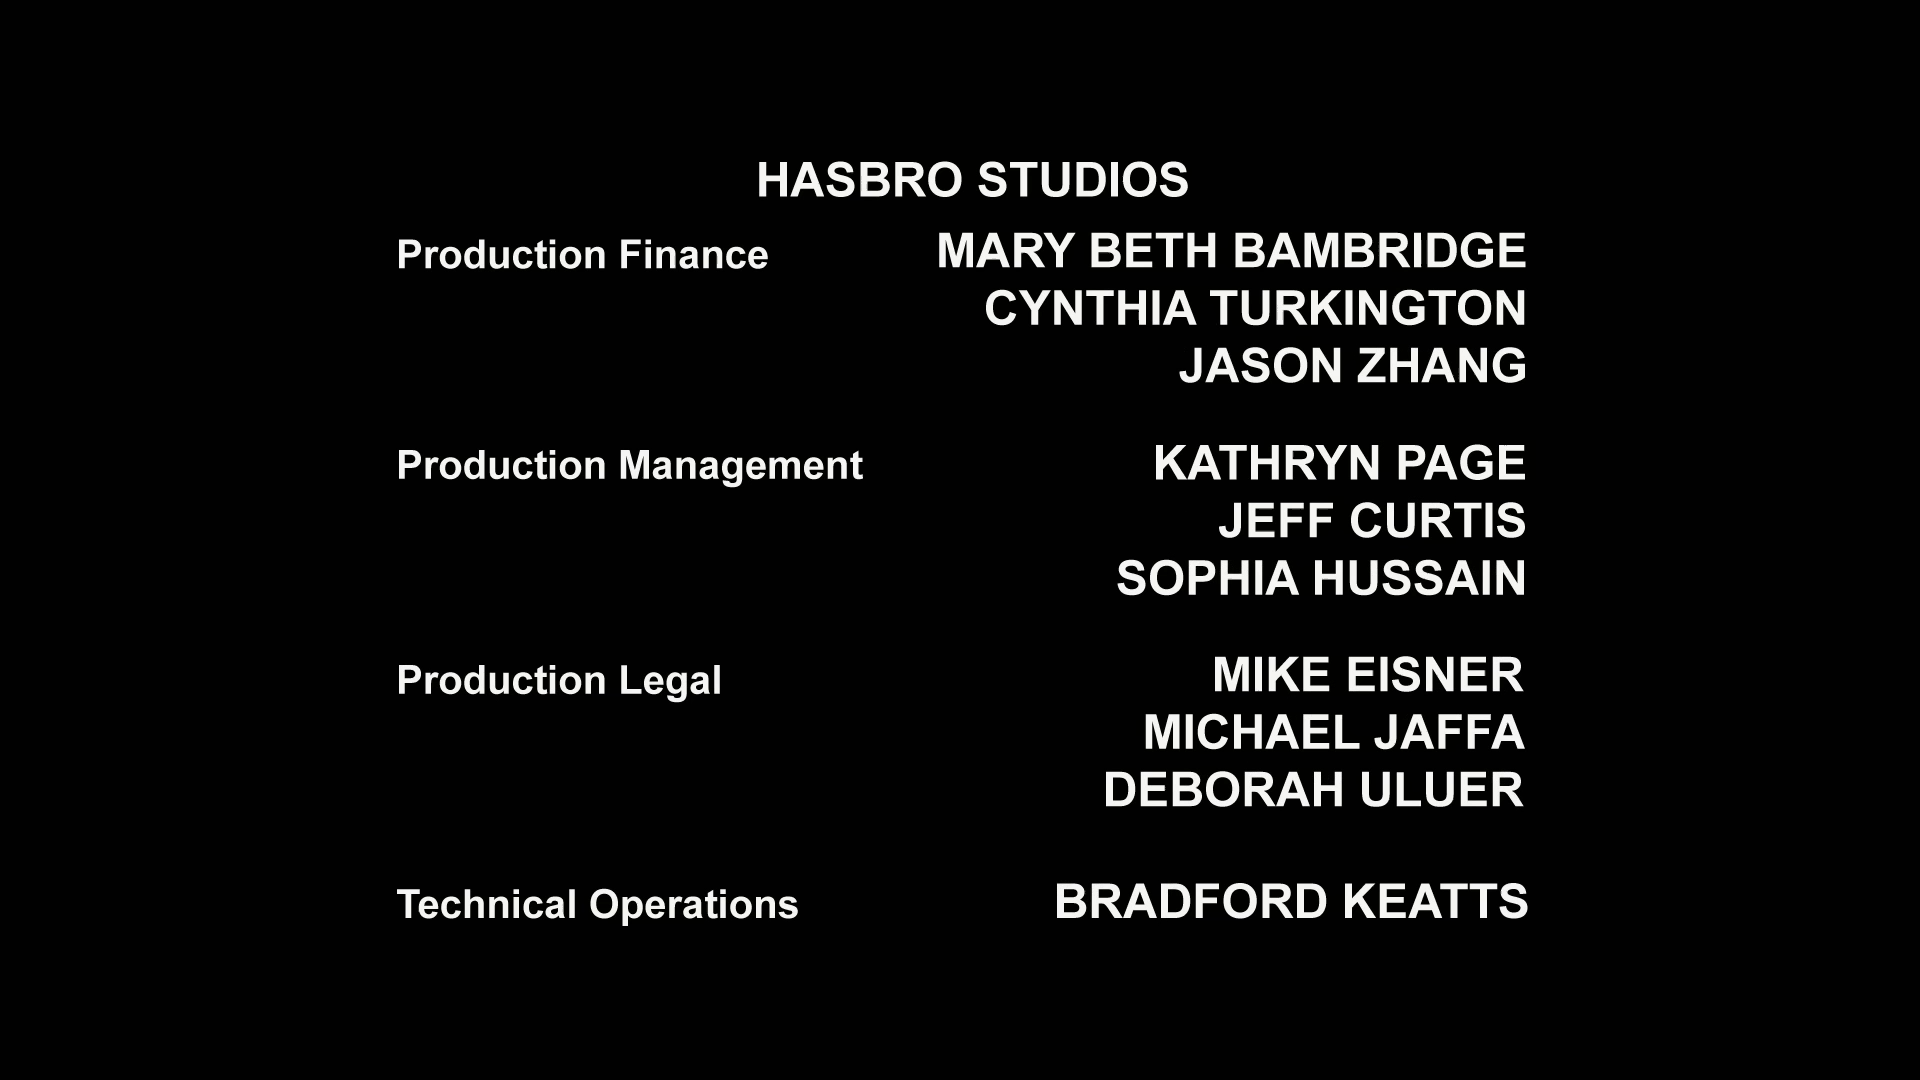 HASBRO STUDIOS
Production Finance MARY BETH BAMBRIDGE
CYNTHIA TURKINGTON
JASON ZHANG
Production Management KATHRYN PAGE
JEFF CURTIS
SOPHIA HUSSAIN
Production Legal MIKE EISNER
MICHAEL JAFFA
DEBORAH ULUER
Technical Operations BRADFORD KEATTS